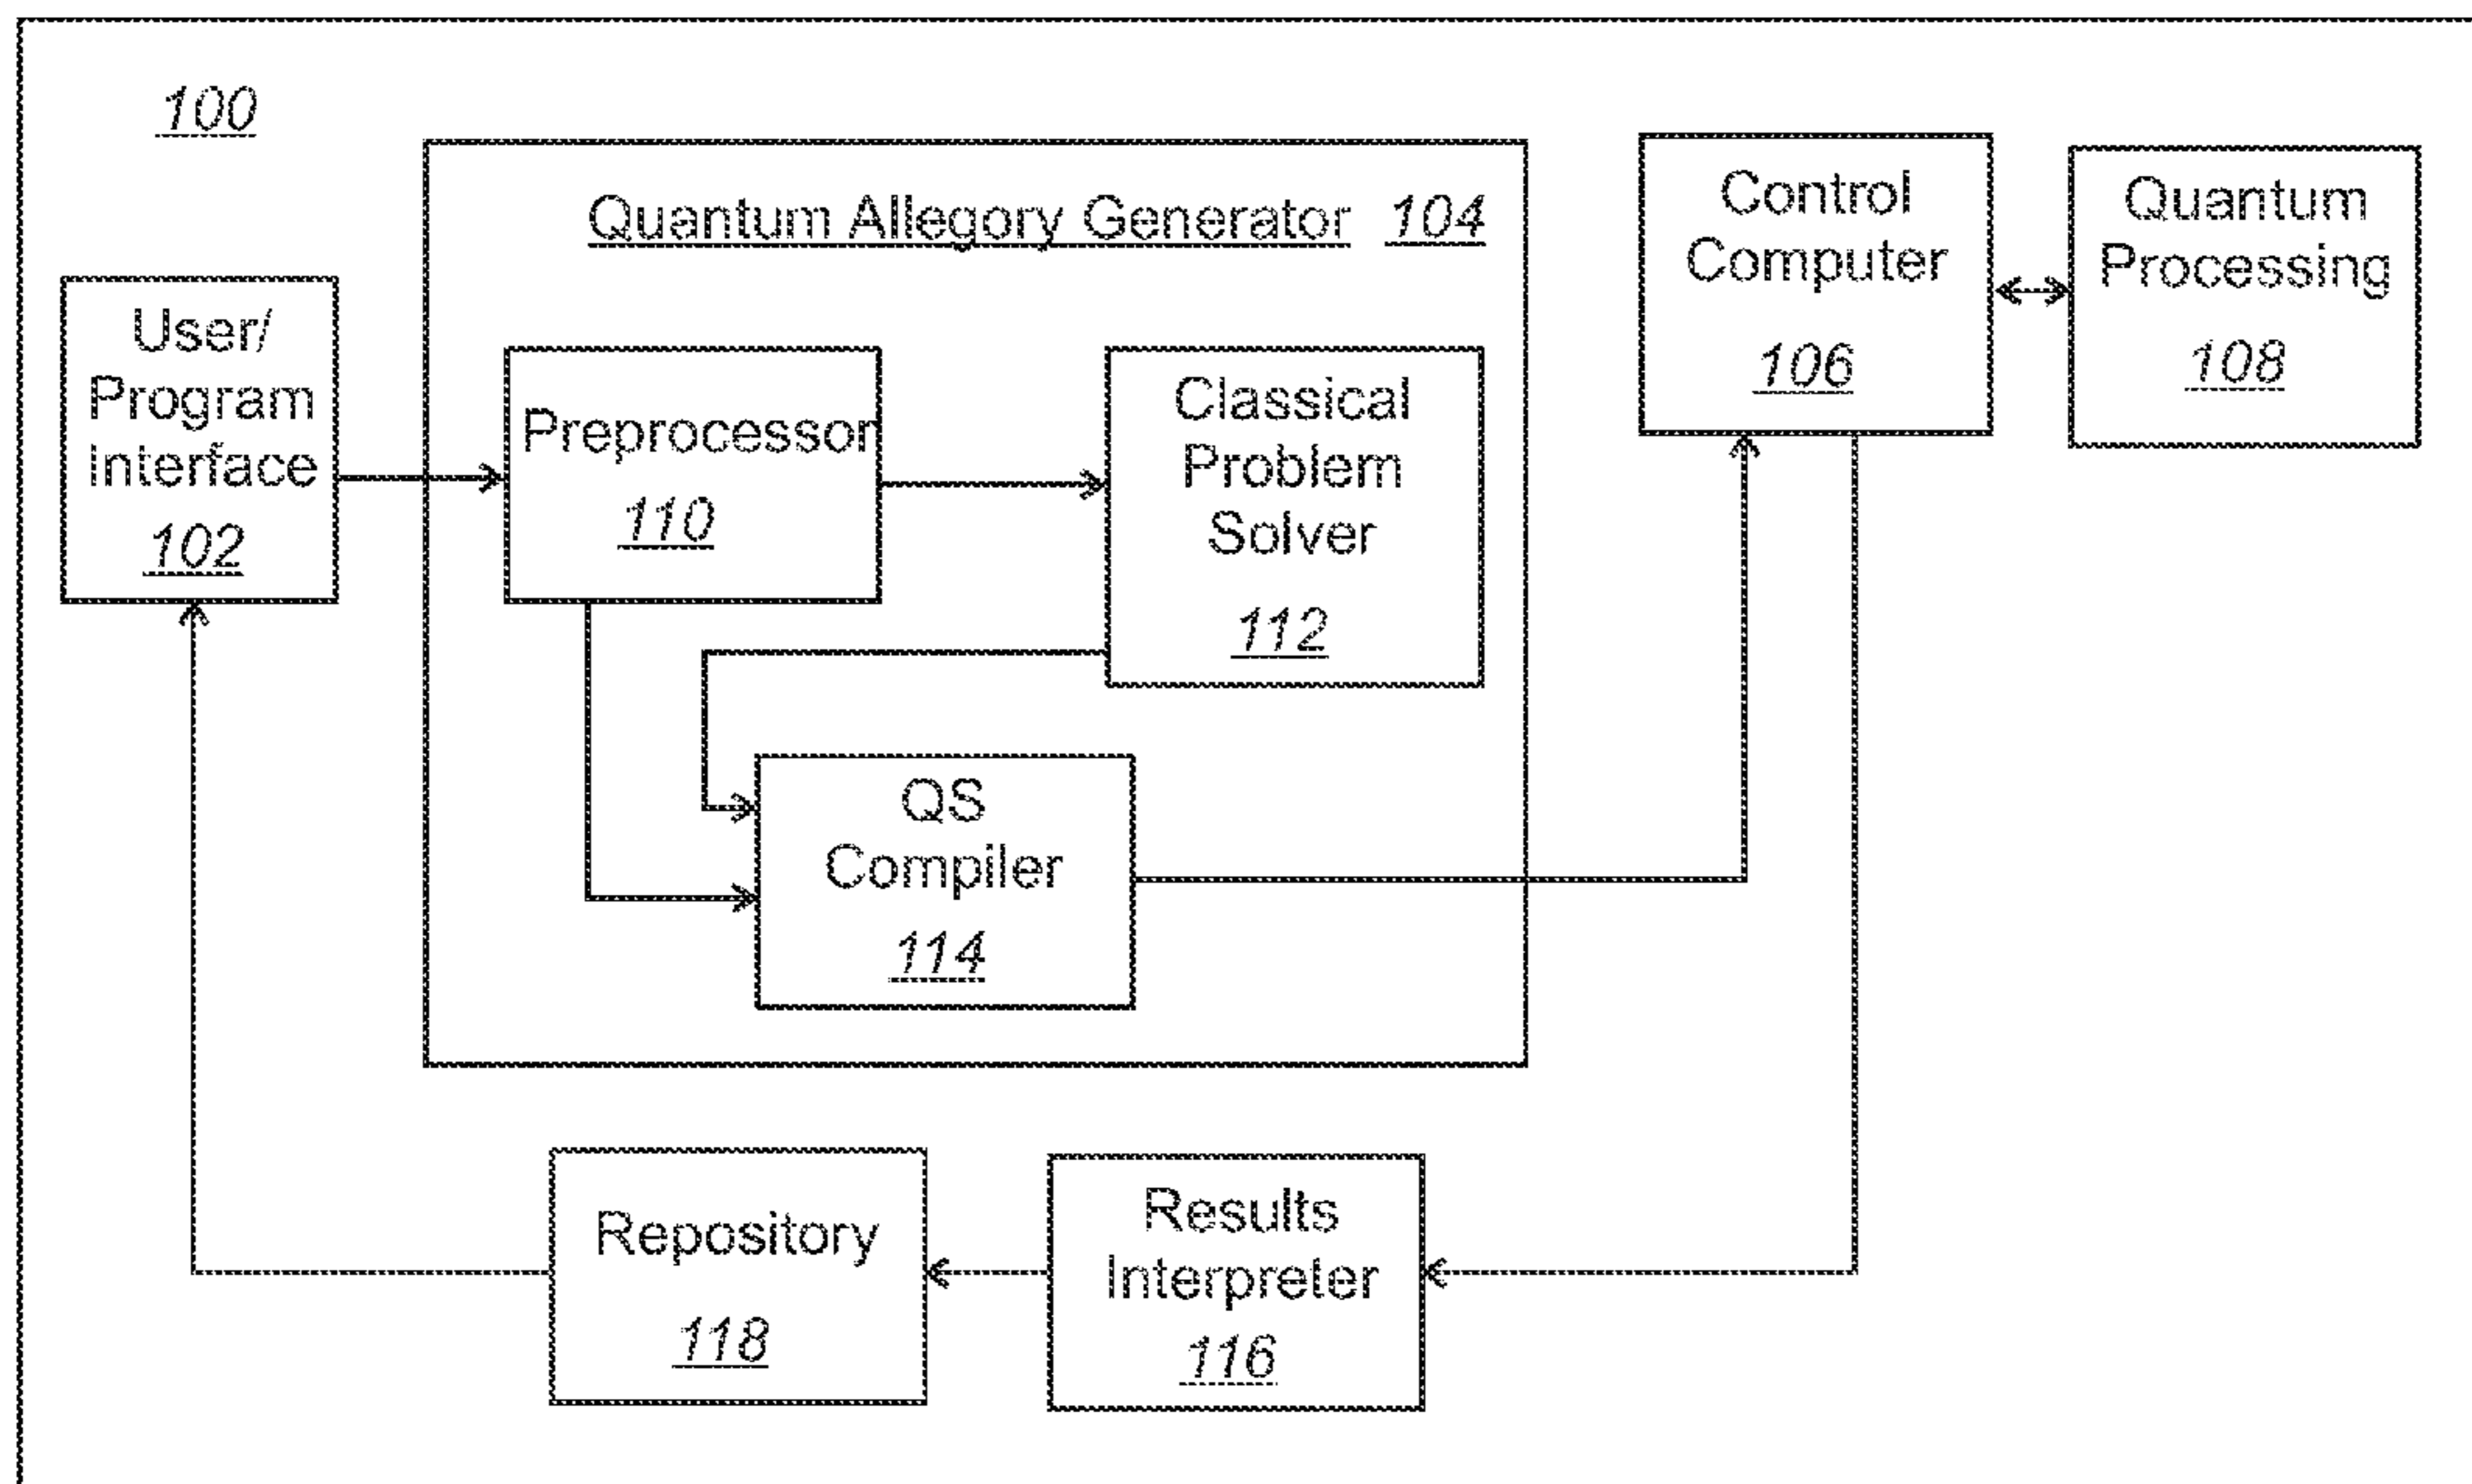 100
Quantum Allegory Generator 104
User/
Program
Interface
102
Preprocessor
110
Classical
Problem
Solver
112
QS
Compiler
114
Control
Computer
106
Quantum
Processing
108
Repository
118
Results
Interpreter
116